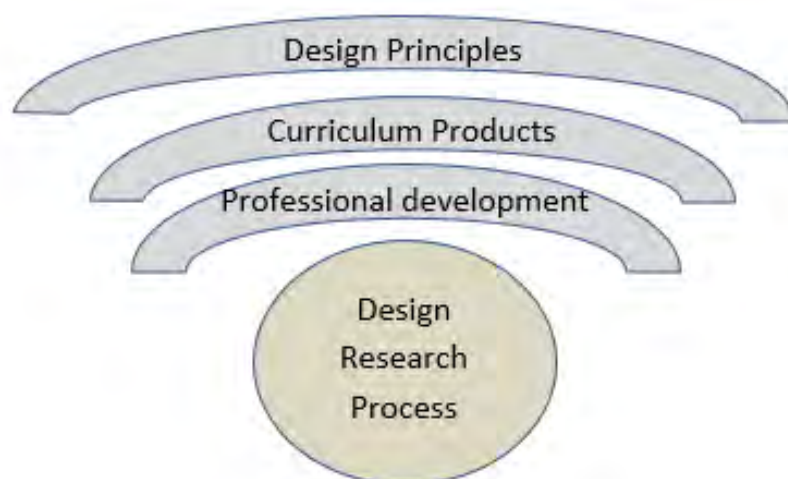 Design Principles
Curriculum Products
Professional development
Design
Research
Process